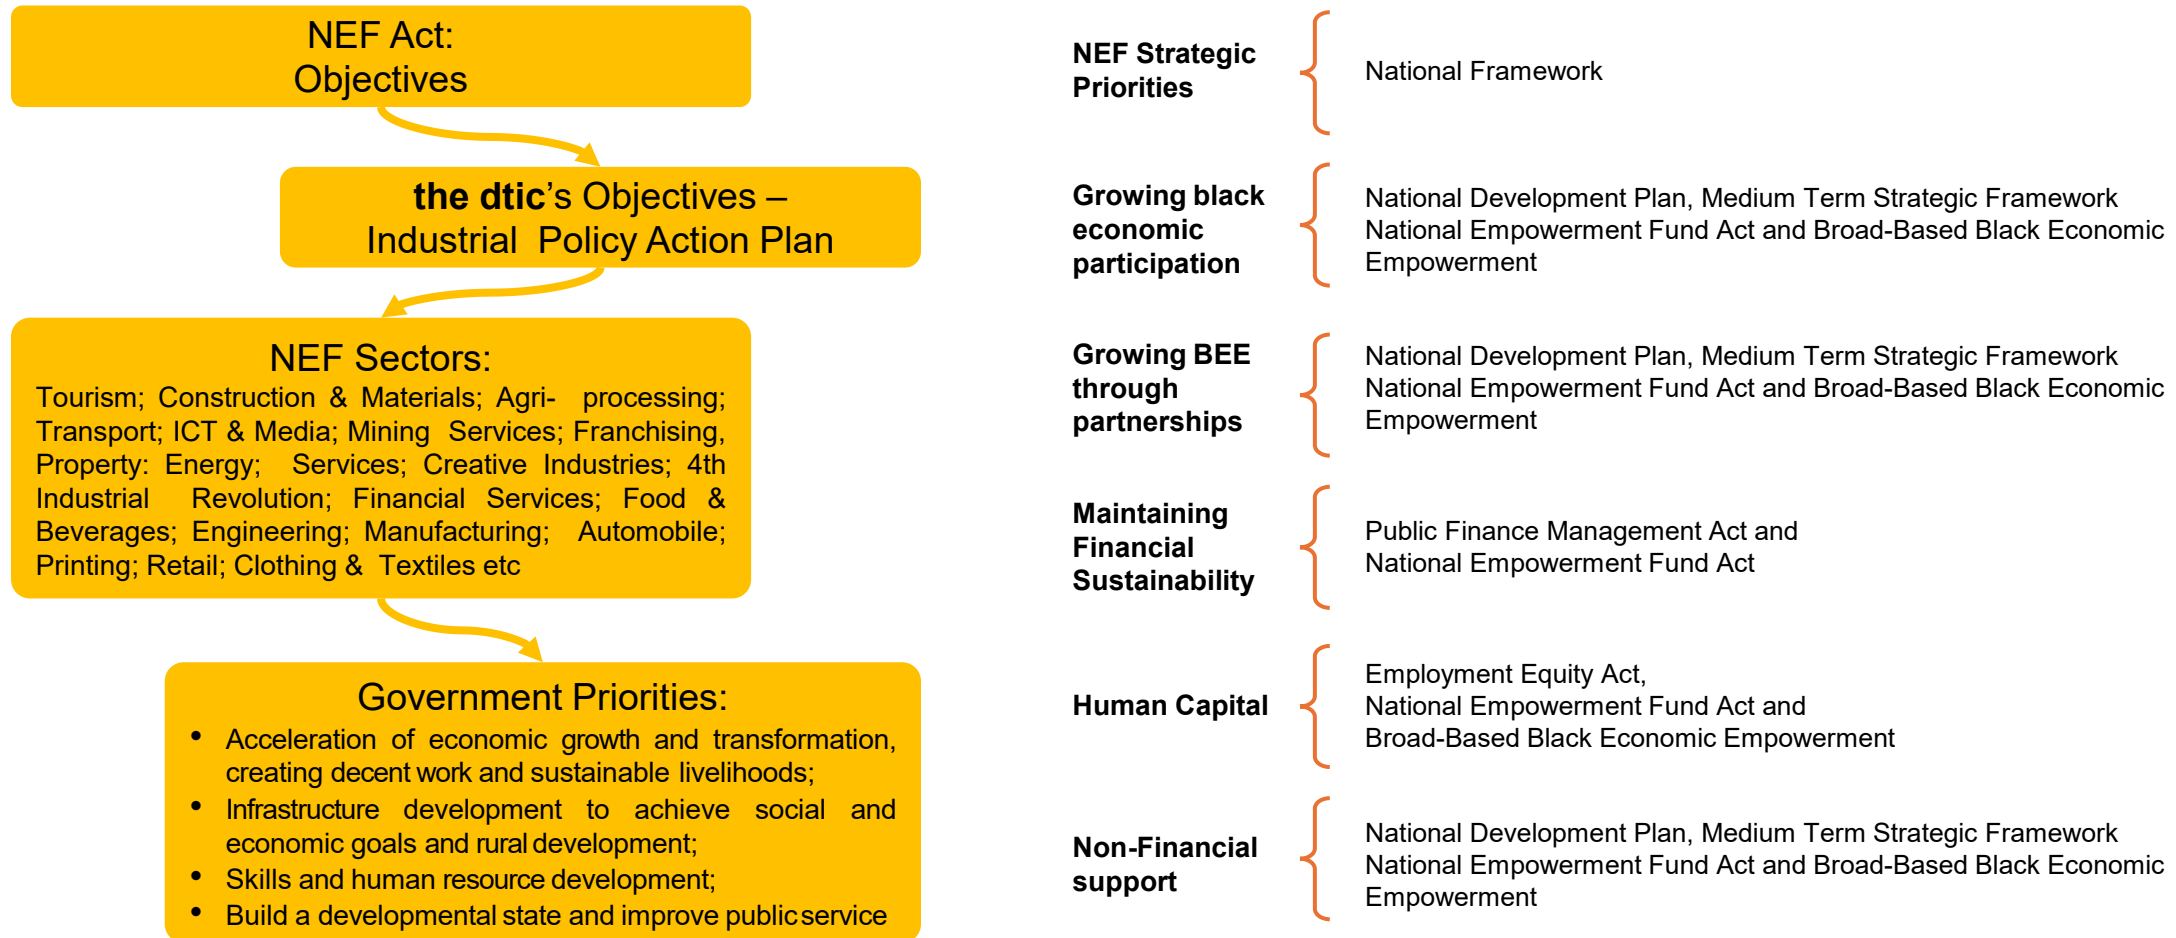 NEF Act:
Objectives
the dtic's Objectives –
Industrial Policy Action Plan
NEF Sectors:
Tourism; Construction & Materials; Agri- processing;
Transport; ICT & Media; Mining Services; Franchising,
Property: Energy; Services; Creative Industries; 4th
Industrial Revolution; Financial Services; Food &
Beverages; Engineering; Manufacturing; Automobile;
Printing; Retail; Clothing & Textiles etc
Government Priorities:
• Acceleration of economic growth and transformation,
creating decent work and sustainable livelihoods;
• Infrastructure development to achieve social and
economic goals and rural development;
• Skills and human resource development;
• Build a developmental state and improve public service
NEF Strategic
Priorities
National Framework
Growing black
economic
participation
National Development Plan, Medium Term Strategic Framework
National Empowerment Fund Act and Broad-Based Black Economic
Empowerment
Growing BEE
through
partnerships
National Development Plan, Medium Term Strategic Framework
National Empowerment Fund Act and Broad-Based Black Economic
Empowerment
Maintaining
Financial
Sustainability
Public Finance Management Act and
National Empowerment Fund Act
Human Capital
Employment Equity Act,
National Empowerment Fund Act and
Broad-Based Black Economic Empowerment
Non-Financial
support
National Development Plan, Medium Term Strategic Framework
National Empowerment Fund Act and Broad-Based Black Economic
Empowerment